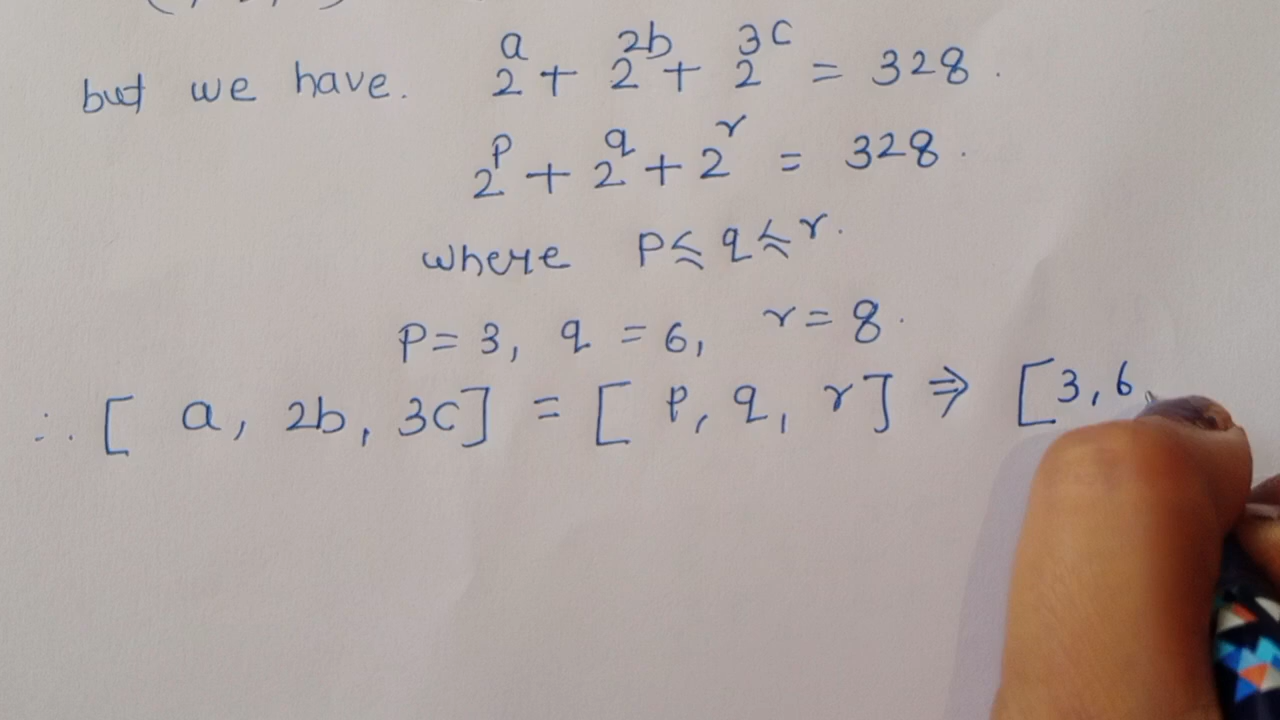 but we have. 2^a + 2^2b + 2^3c = 328.
2^p + 2^q + 2^r = 328.
where P ≤ q ≤ r.
P = 3, q = 6, r = 8.
∴ [ a, 2b, 3c ] = [ P, q, r ] ⇒ [3, 6,